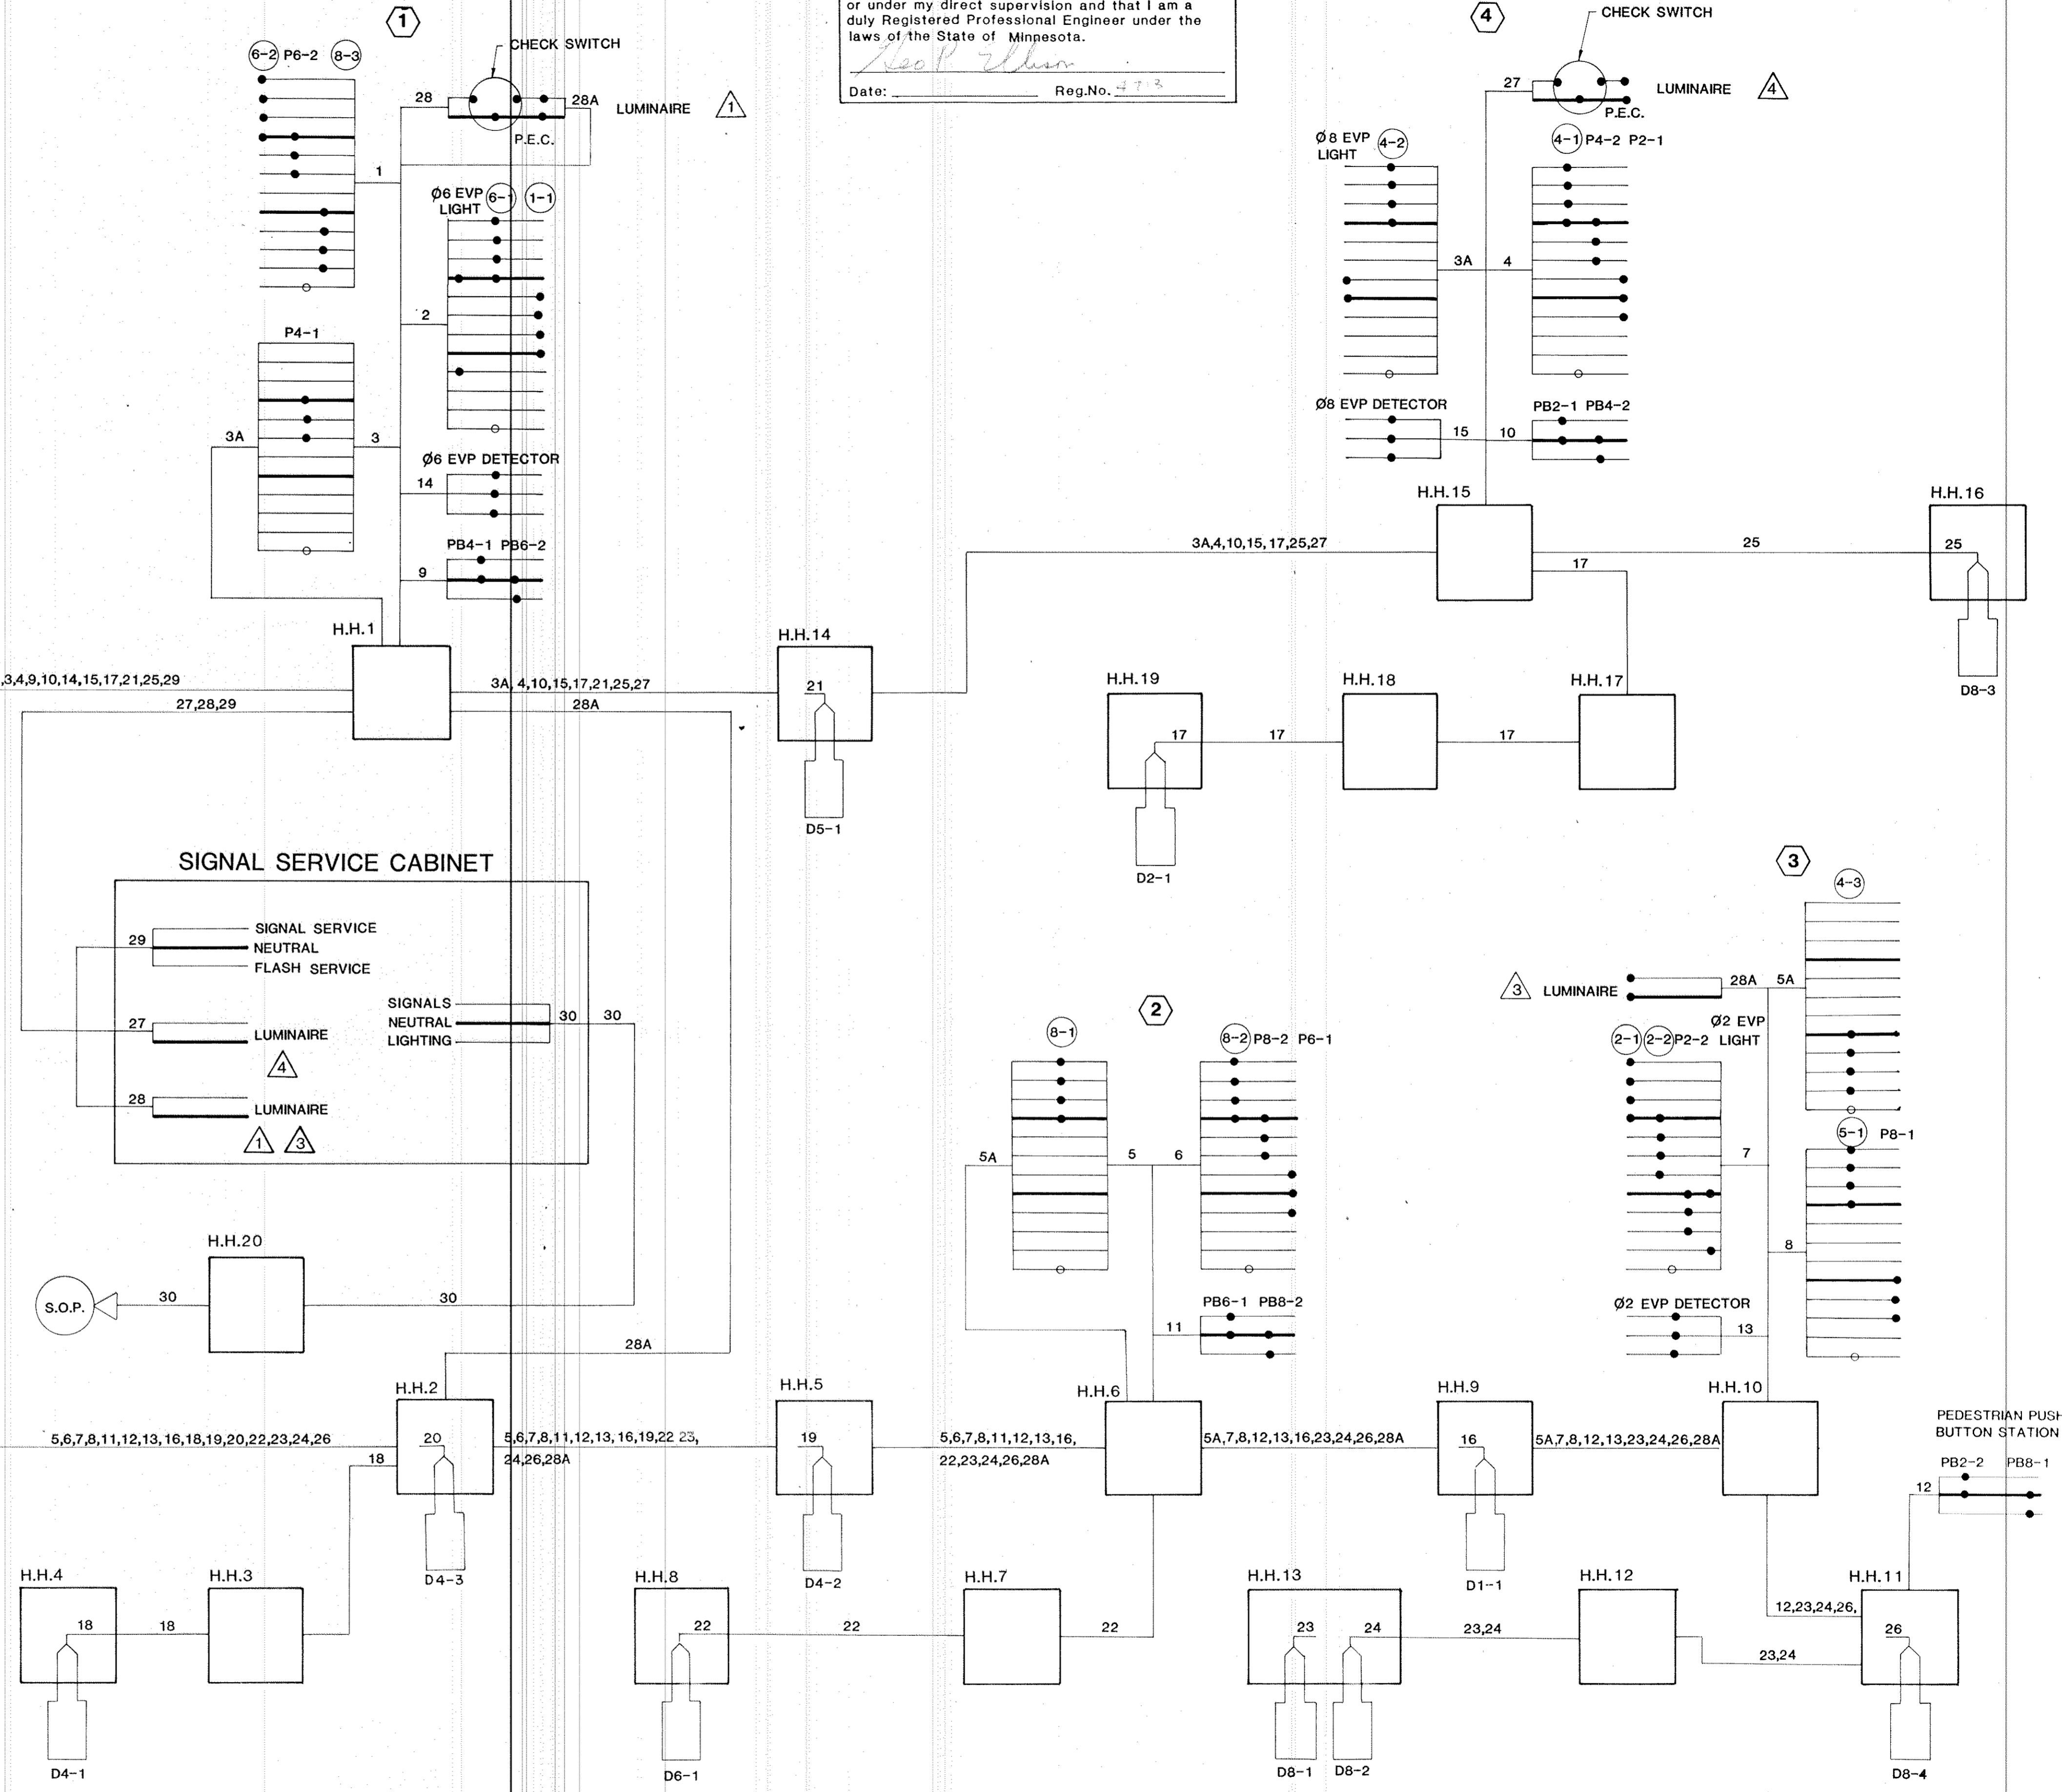 1
or under my direct supervision and that I am a
duly Registered Professional Engineer under the
laws of the State of Minnesota.
Date: Reg.No.
4
CHECK SWITCH
27
LUMINAIRE 4
P.E.C.
6-2 P6-2 8-3
CHECK SWITCH
28
28A
LUMINAIRE 1
P.E.C.
1
Ø6 EVP
LIGHT
6-1 1-1
2
P4-1
3A
3
Ø6 EVP DETECTOR
14
PB4-1 PB6-2
9
Ø8 EVP
LIGHT
4-2
4-1 P4-2 P2-1
3A
4
Ø8 EVP DETECTOR
15
10
PB2-1 PB4-2
H.H.1
,3,4,9,10,14,15,17,21,25,29
27,28,29
3A, 4,10,15,17,21,25,27
28A
H.H.14
21
D5-1
3A,4,10,15,17,25,27
H.H.15
25
17
H.H.16
25
D8-3
H.H.19
17
17
D2-1
H.H.18
17
H.H.17
SIGNAL SERVICE CABINET
29
SIGNAL SERVICE
NEUTRAL
FLASH SERVICE
27
LUMINAIRE
4
28
LUMINAIRE
1 3
SIGNALS
NEUTRAL
LIGHTING
30
30
H.H.20
S.O.P.
30
30
28A
2
8-1
8-2 P8-2 P6-1
5A
5
6
PB6-1 PB8-2
11
3
4-3
3 LUMINAIRE
28A
5A
2-1 2-2 P2-2
Ø2 EVP
LIGHT
7
5-1 P8-1
8
Ø2 EVP DETECTOR
13
5,6,7,8,11,12,13,16,18,19,20,22,23,24,26
18
H.H.2
20
D4-3
5,6,7,8,11,12,13,16,19,22 23,
24,26,28A
H.H.5
19
D4-2
5,6,7,8,11,12,13,16,
22,23,24,26,28A
H.H.6
5A,7,8,12,13,16,23,24,26,28A
H.H.9
16
D1-1
5A,7,8,12,13,23,24,26,28A
H.H.10
PEDESTRIAN PUSH
BUTTON STATION
PB2-2 PB8-1
12
H.H.4
18
18
D4-1
H.H.3
H.H.8
22
22
D6-1
H.H.7
22
H.H.13
23
24
D8-1 D8-2
23,24
H.H.12
23,24
12,23,24,26,
H.H.11
26
D8-4